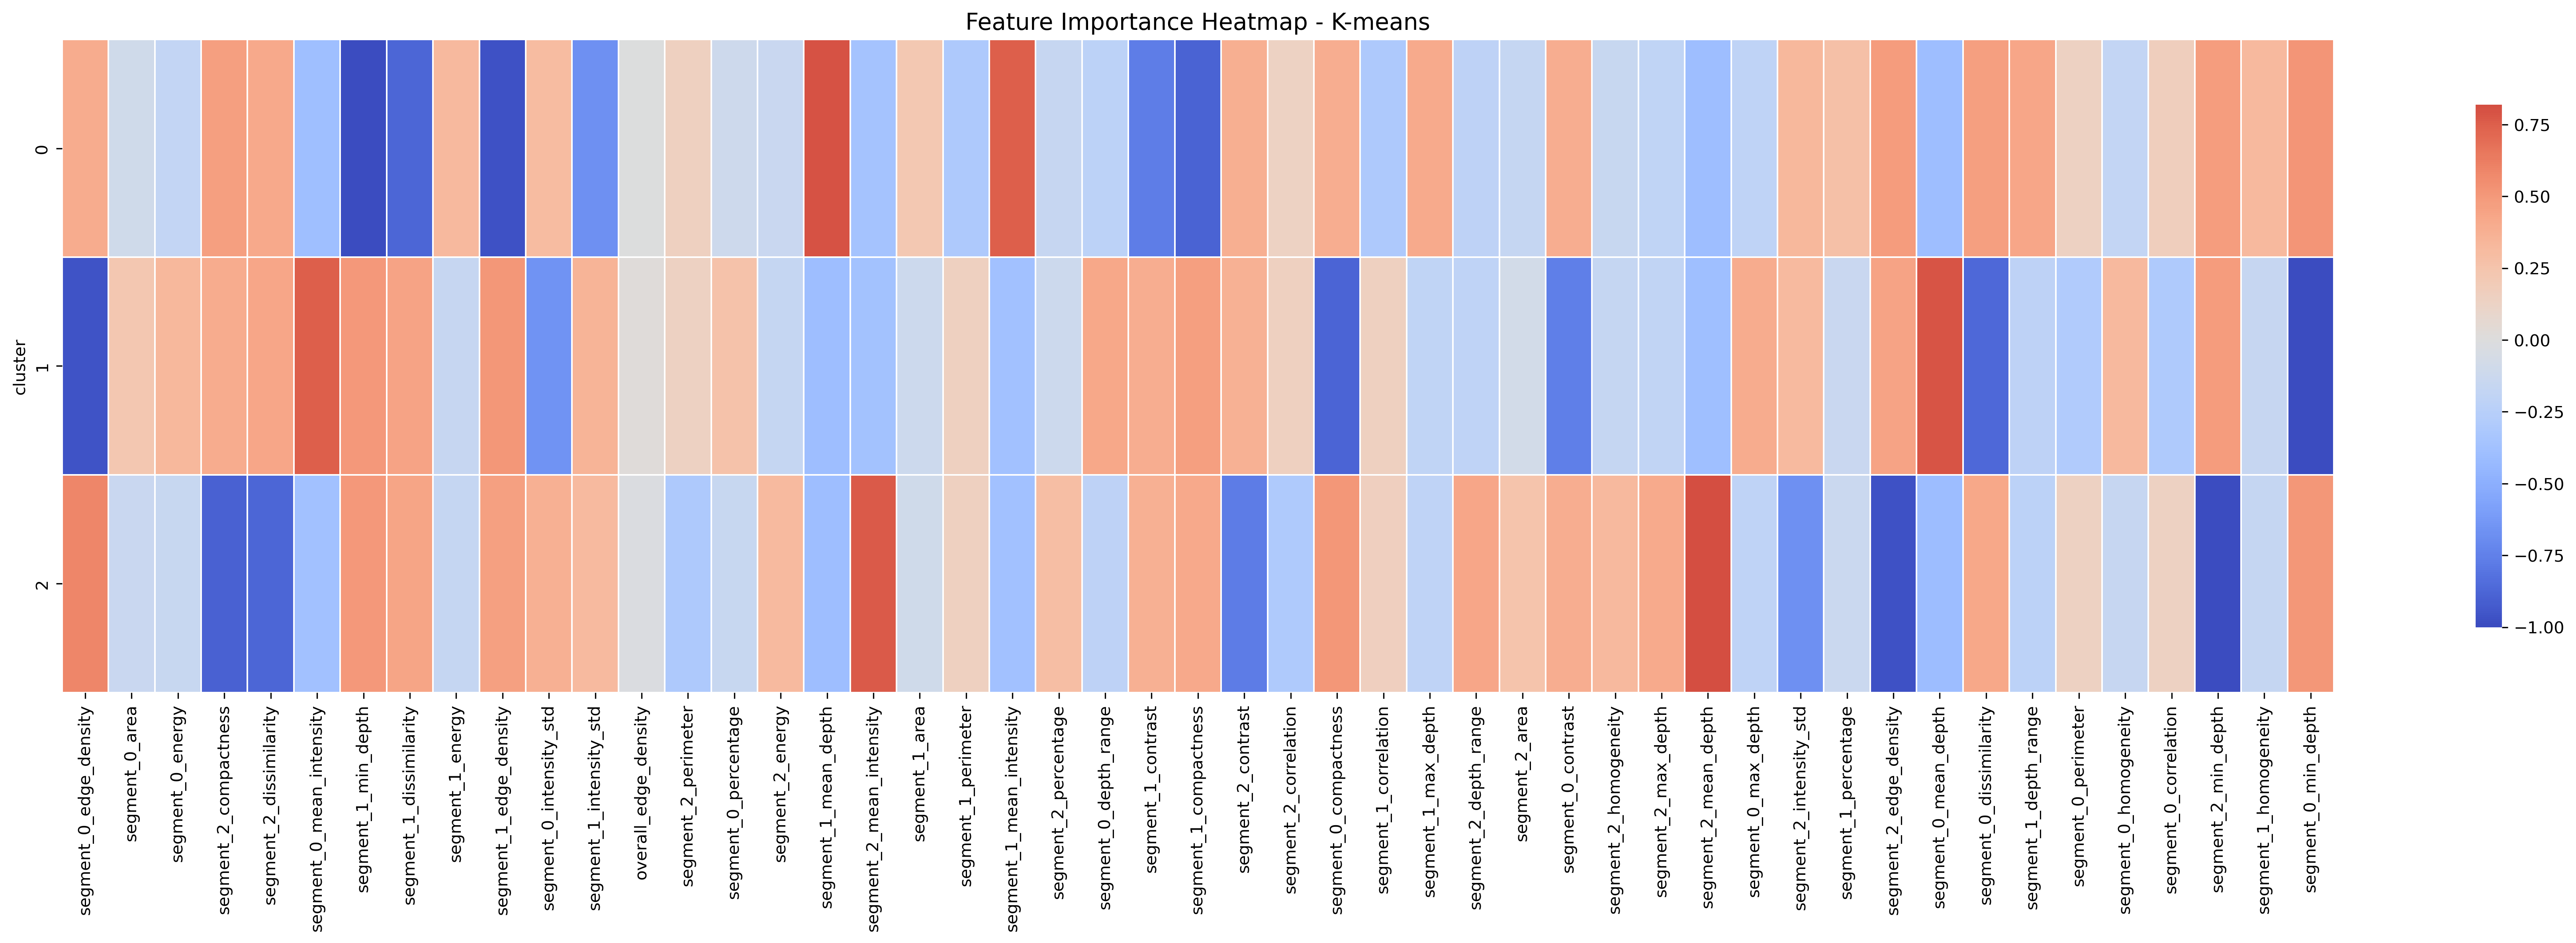 Feature Importance Heatmap - K-means
cluster
0
1
2
segment_0_edge_density
segment_0_area
segment_0_energy
segment_2_compactness
segment_2_dissimilarity
segment_0_mean_intensity
segment_1_min_depth
segment_1_dissimilarity
segment_1_energy
segment_1_edge_density
segment_0_intensity_std
segment_1_intensity_std
overall_edge_density
segment_2_perimeter
segment_0_percentage
segment_2_energy
segment_1_mean_depth
segment_2_mean_intensity
segment_1_area
segment_1_perimeter
segment_1_mean_intensity
segment_2_percentage
segment_0_depth_range
segment_1_contrast
segment_1_compactness
segment_2_contrast
segment_2_correlation
segment_0_compactness
segment_1_correlation
segment_1_max_depth
segment_2_depth_range
segment_2_area
segment_0_contrast
segment_2_homogeneity
segment_2_max_depth
segment_2_mean_depth
segment_0_max_depth
segment_2_intensity_std
segment_1_percentage
segment_2_edge_density
segment_0_mean_depth
segment_0_dissimilarity
segment_1_depth_range
segment_0_perimeter
segment_0_homogeneity
segment_0_correlation
segment_2_min_depth
segment_1_homogeneity
segment_0_min_depth
0.75
0.50
0.25
0.00
−0.25
−0.50
−0.75
−1.00